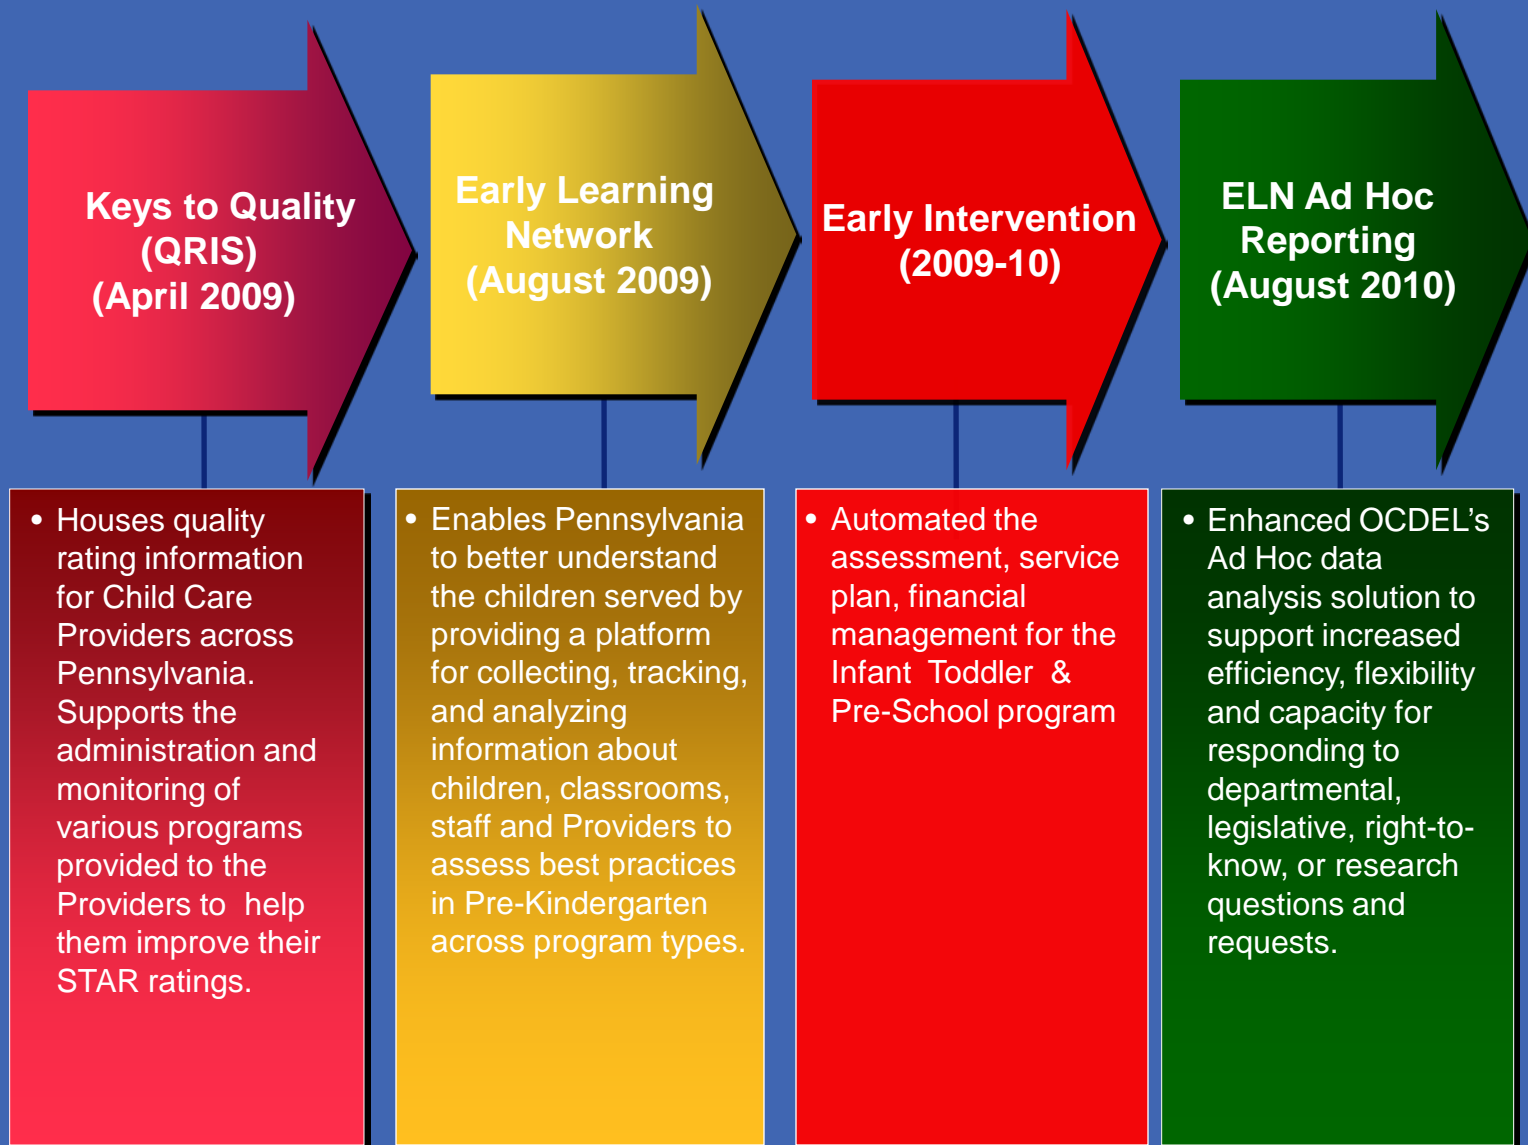 Keys to Quality
(QRIS)
(April 2009)
Early Learning
Network
(August 2009)
Early Intervention
(2009-10)
ELN Ad Hoc
Reporting
(August 2010)
• Houses quality
rating information
for Child Care
Providers across
Pennsylvania.
Supports the
administration and
monitoring of
various programs
provided to the
Providers to  help
them improve their
STAR ratings.
• Enables Pennsylvania
to better understand
the children served by
providing a platform
for collecting, tracking,
and analyzing
information about
children, classrooms,
staff and Providers to
assess best practices
in Pre-Kindergarten
across program types.
• Automated the
assessment, service
plan, financial
management for the
Infant  Toddler  &
Pre-School program
• Enhanced OCDEL’s
Ad Hoc data
analysis solution to
support increased
efficiency, flexibility
and capacity for
responding to
departmental,
legislative, right-to-
know, or research
questions and
requests.